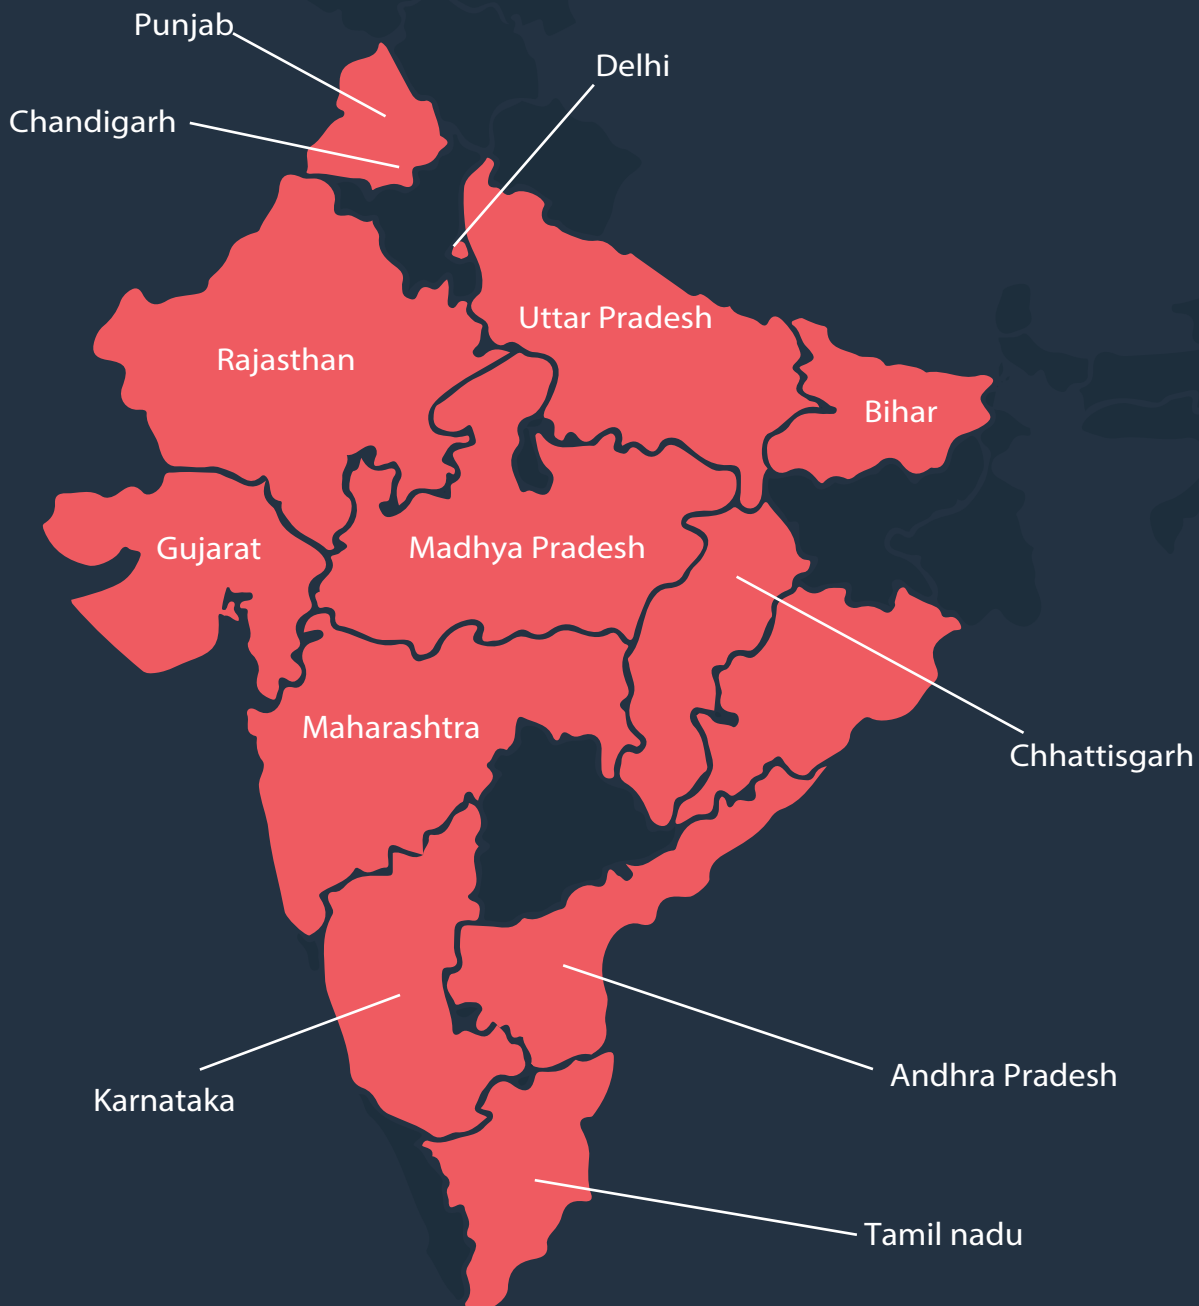 Punjab
Delhi
Chandigarh
Uttar Pradesh
Rajasthan
Bihar
Gujarat
Madhya Pradesh
Maharashtra
Chhattisgarh
Andhra Pradesh
Karnataka
Tamil nadu